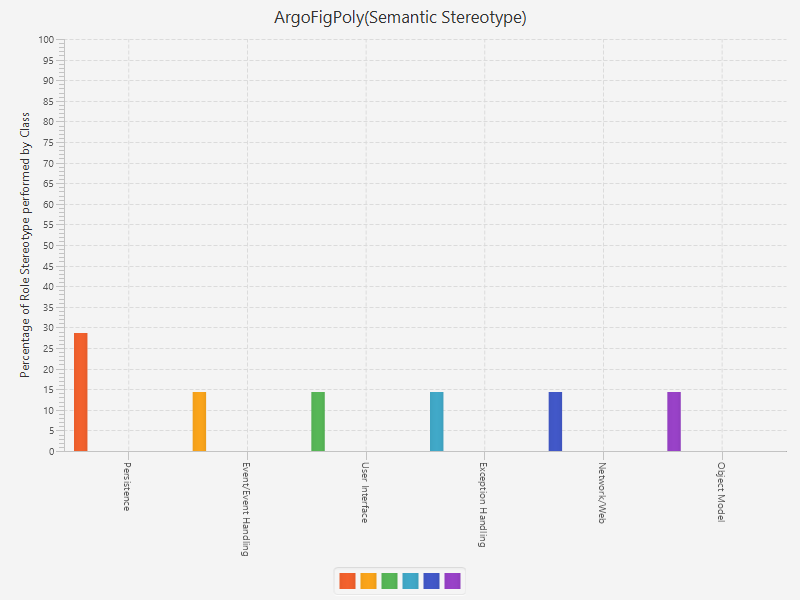 ArgoFigPoly(Semantic Stereotype)
Percentage of Role Stereotype performed by Class
100
95
90
85
80
75
70
65
60
55
50
45
40
35
30
25
20
15
10
5
0
Persistence
Event/Event Handling
User Interface
Exception Handling
Network/Web
Object Model